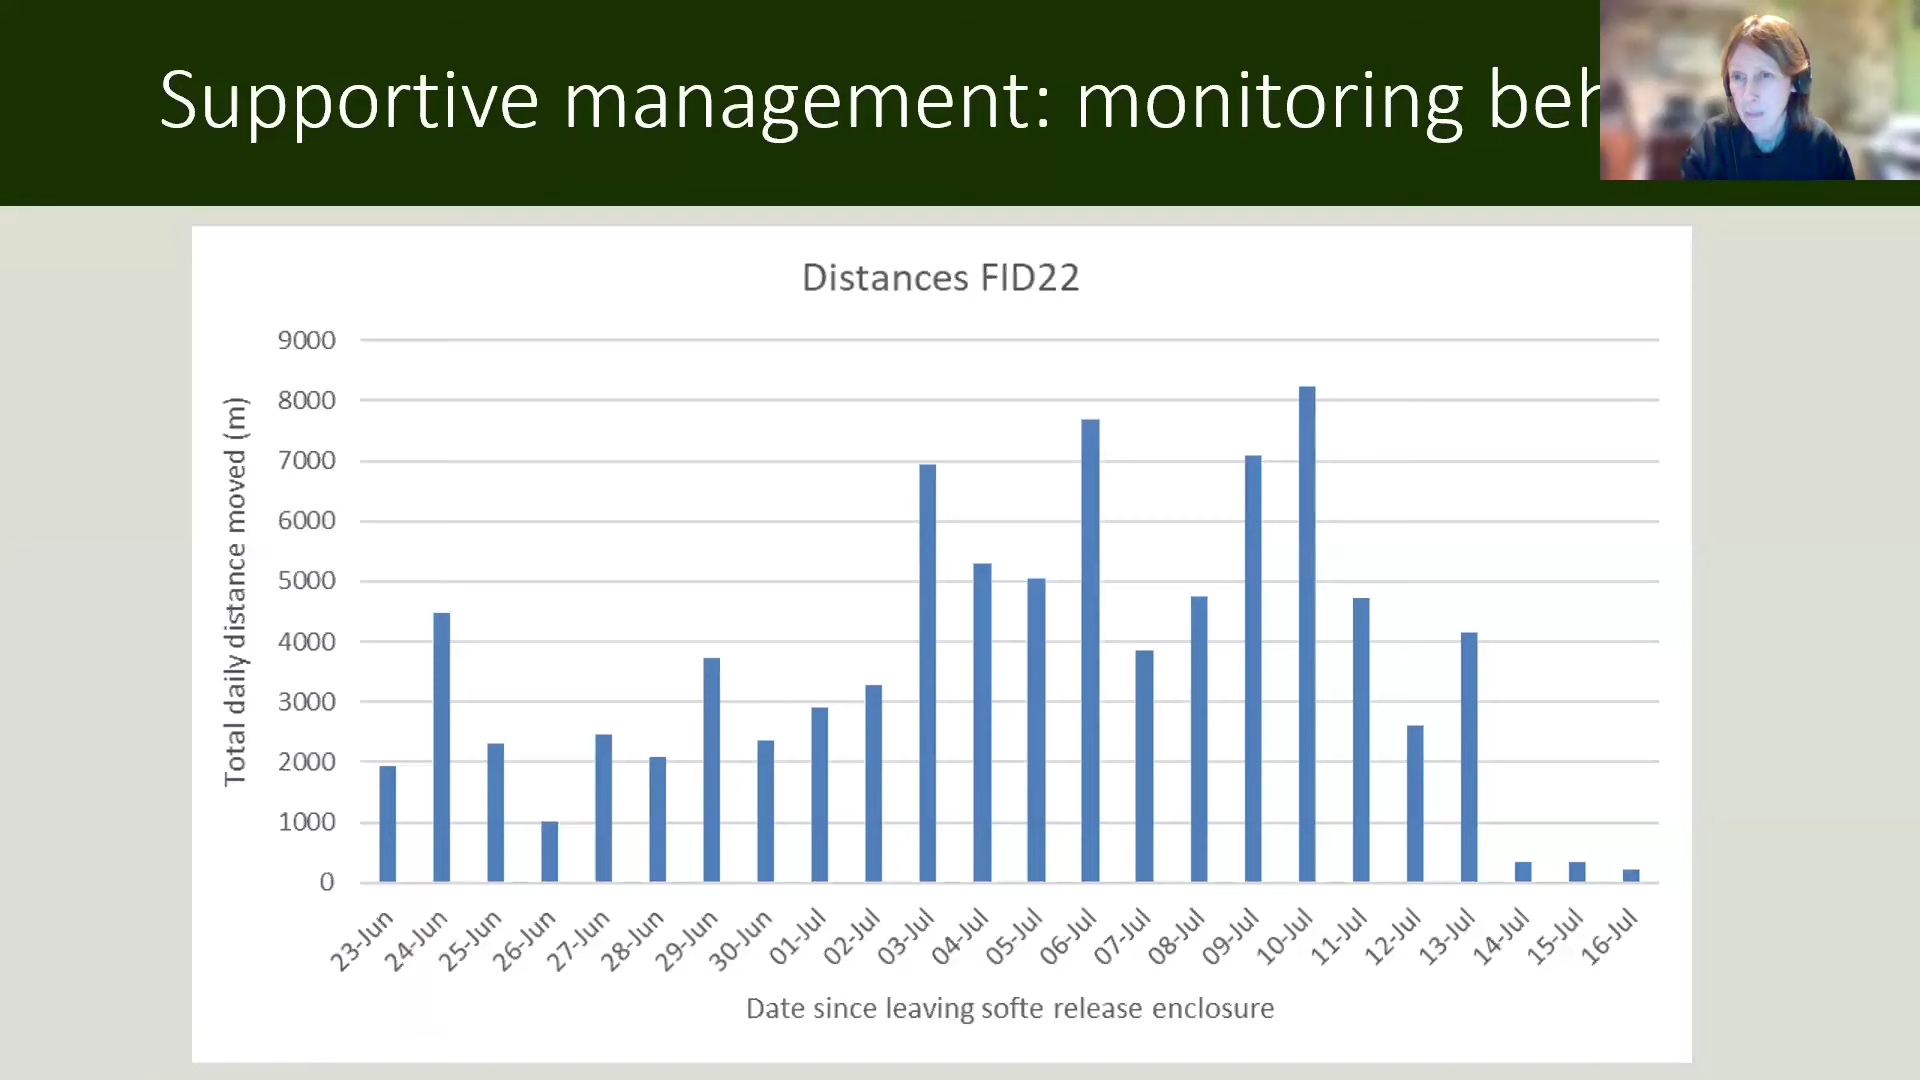 Supportive management: monitoring beh
Distances FID22
Total daily distance moved (m)
9000
8000
7000
6000
5000
4000
3000
2000
1000
0
23-Jun 24-Jun 25-Jun 26-Jun 27-Jun 28-Jun 29-Jun 30-Jun 01-Jul 02-Jul 03-Jul 04-Jul 05-Jul 06-Jul 07-Jul 08-Jul 09-Jul 10-Jul 11-Jul 12-Jul 13-Jul 14-Jul 15-Jul 16-Jul
Date since leaving softe release enclosure